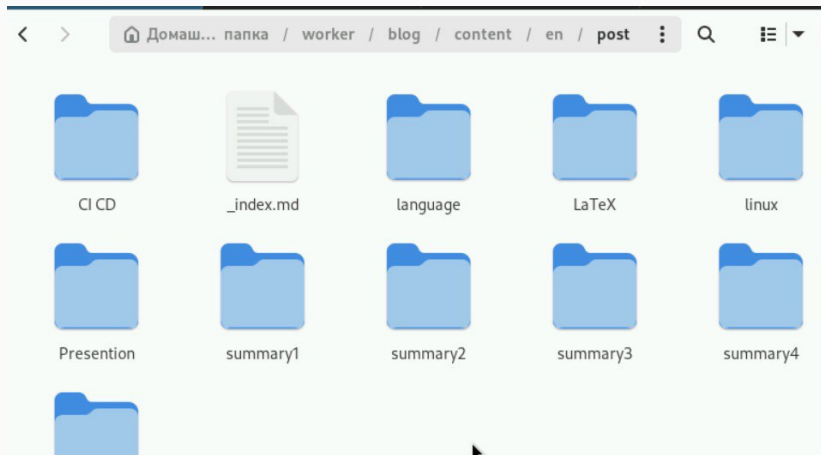 Домаш... папка / worker / blog / content / en / post
CI CD _index.md language LaTeX linux
Presention summary1 summary2 summary3 summary4